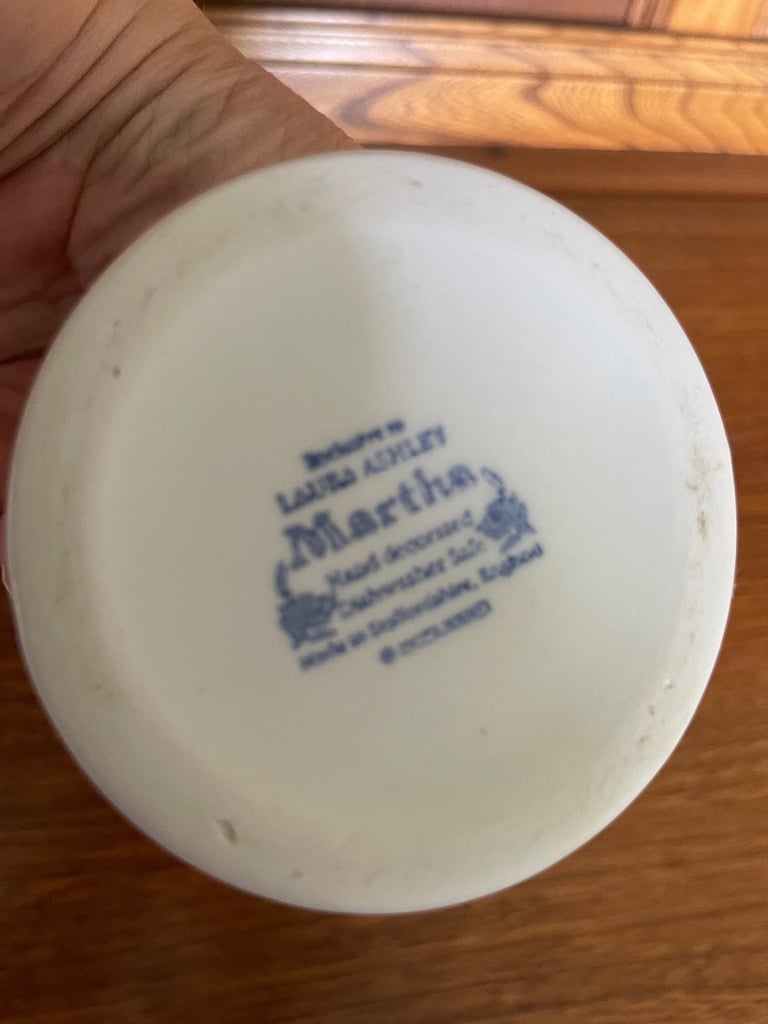 Exclusive to
LAURA ASHLEY
Martha
Hand decorated
Dishwasher Safe
Made in Staffordshire, England
©